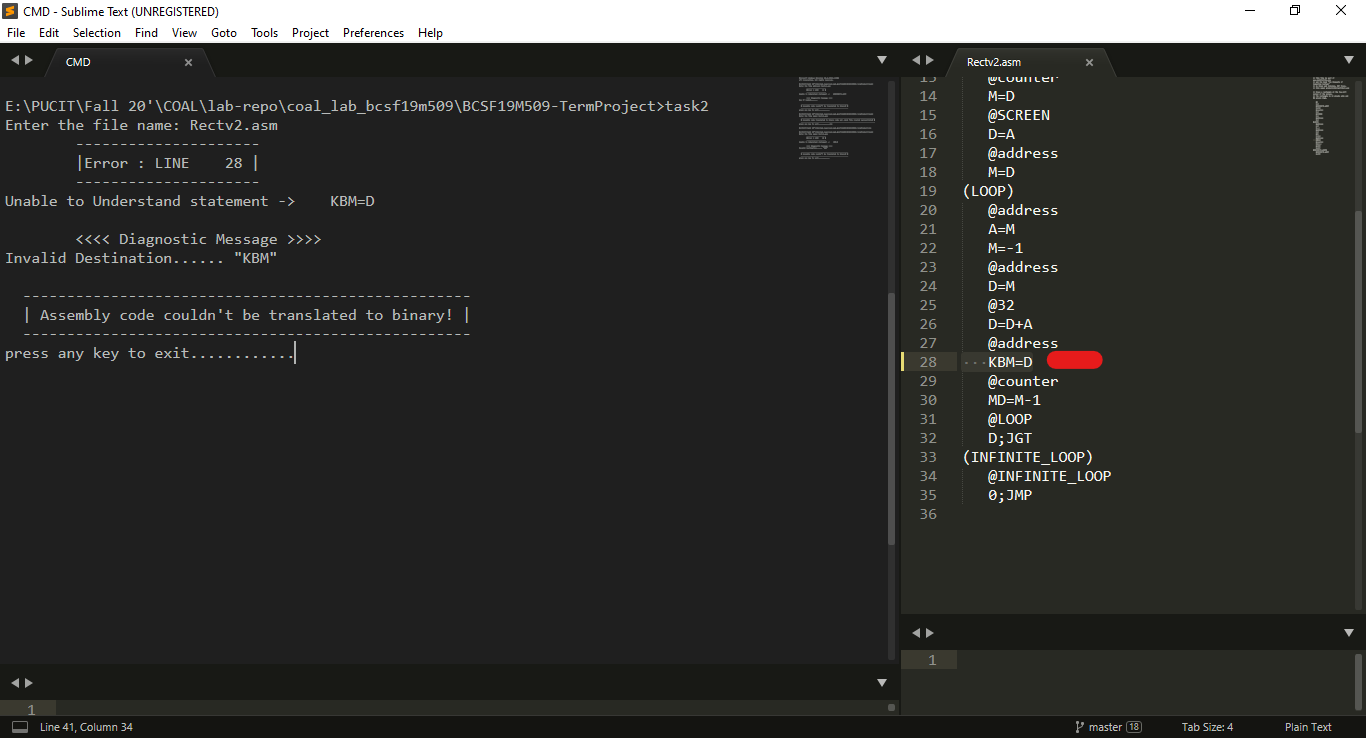 CMD - Sublime Text (UNREGISTERED)
File Edit Selection Find View Goto Tools Project Preferences Help
CMD
E:\PUCIT\Fall 20'\COAL\lab-repo\coal_lab_bcsf19m509\BCSF19M509-TermProject>task2
Enter the file name: Rectv2.asm
---------------------
|Error : LINE    28 |
---------------------
Unable to Understand statement ->    KBM=D
<<<< Diagnostic Message >>>>
Invalid Destination...... "KBM"
---------------------------------------------------
| Assembly code couldn't be translated to binary! |
---------------------------------------------------
press any key to exit............
1
Rectv2.asm
13 @counter
14 M=D
15 @SCREEN
16 D=A
17 @address
18 M=D
19 (LOOP)
20 @address
21 A=M
22 M=-1
23 @address
24 D=M
25 @32
26 D=D+A
27 @address
28 KBM=D
29 @counter
30 MD=M-1
31 @LOOP
32 D;JGT
33 (INFINITE_LOOP)
34 @INFINITE_LOOP
35 0;JMP
36
1
Line 41, Column 34
master 18
Tab Size: 4
Plain Text